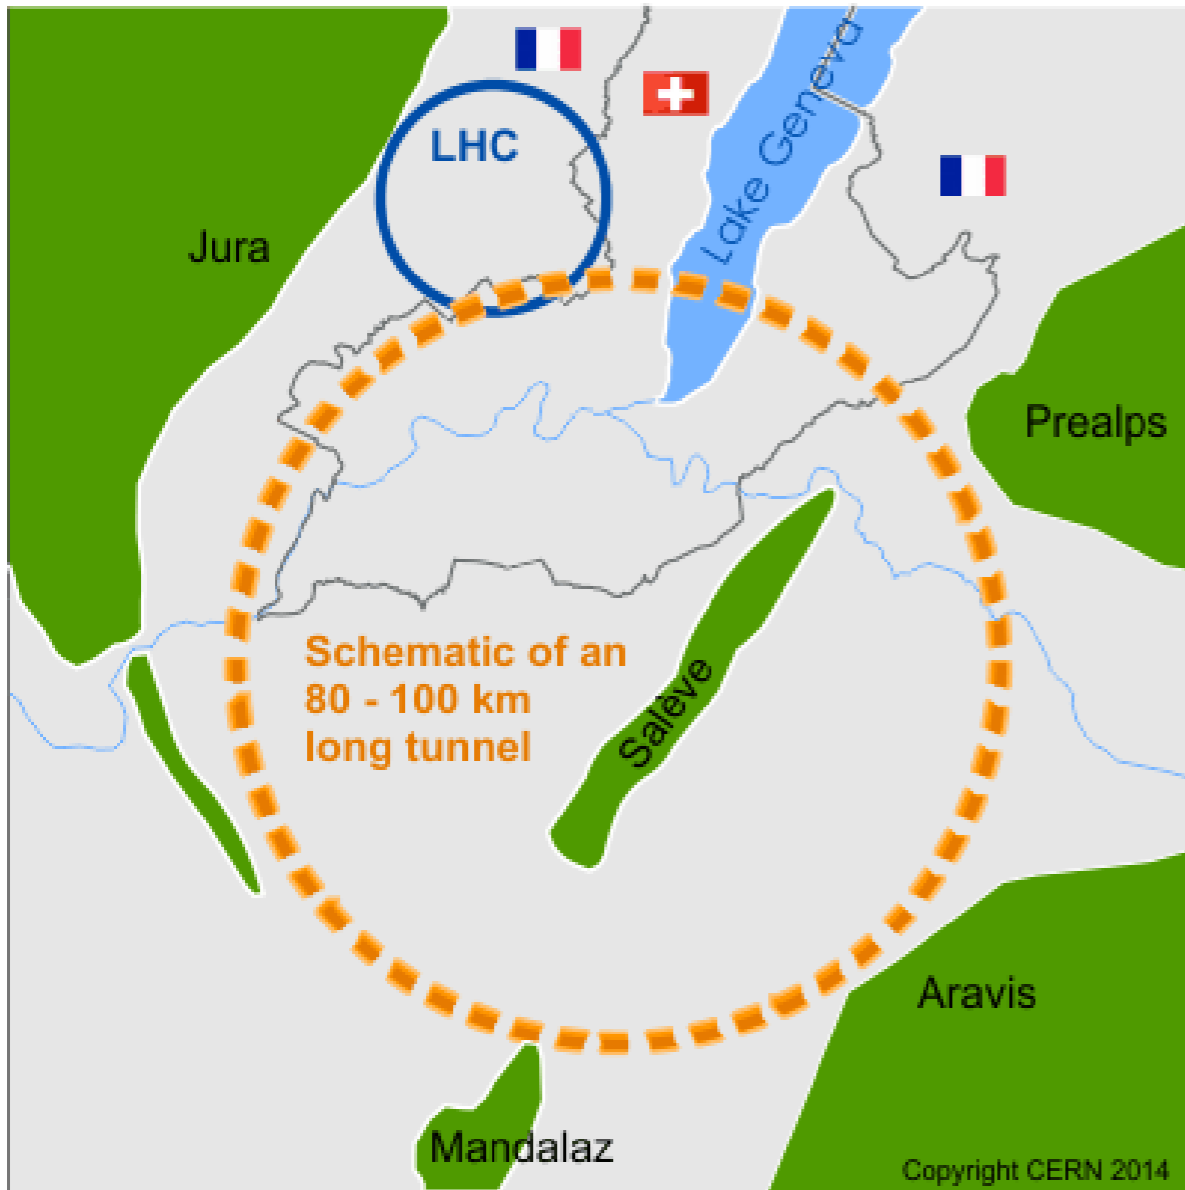 LHC
Lake Geneva
Jura
Prealps
Schematic of an
80 - 100 km
long tunnel
Salève
Aravis
Mandalaz
Copyright CERN 2014